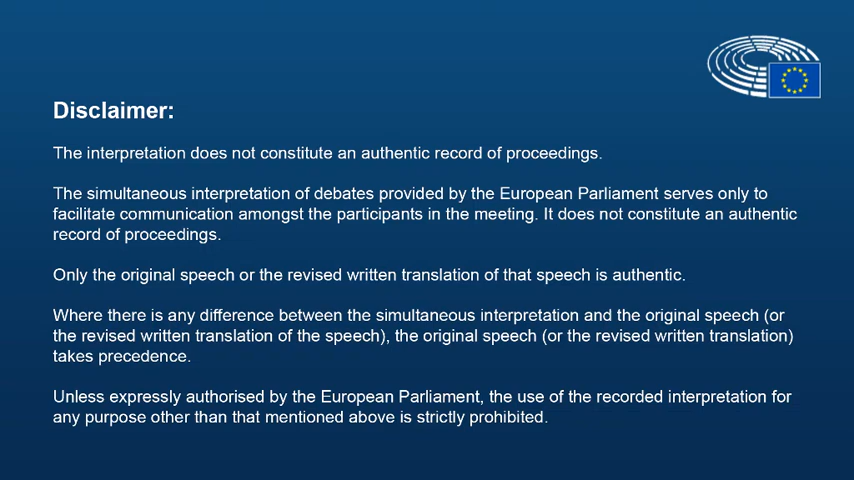 Disclaimer:
The interpretation does not constitute an authentic record of proceedings.
The simultaneous interpretation of debates provided by the European Parliament serves only to
facilitate communication amongst the participants in the meeting. It does not constitute an authentic
record of proceedings.
Only the original speech or the revised written translation of that speech is authentic.
Where there is any difference between the simultaneous interpretation and the original speech (or
the revised written translation of the speech), the original speech (or the revised written translation)
takes precedence.
Unless expressly authorised by the European Parliament, the use of the recorded interpretation for
any purpose other than that mentioned above is strictly prohibited.